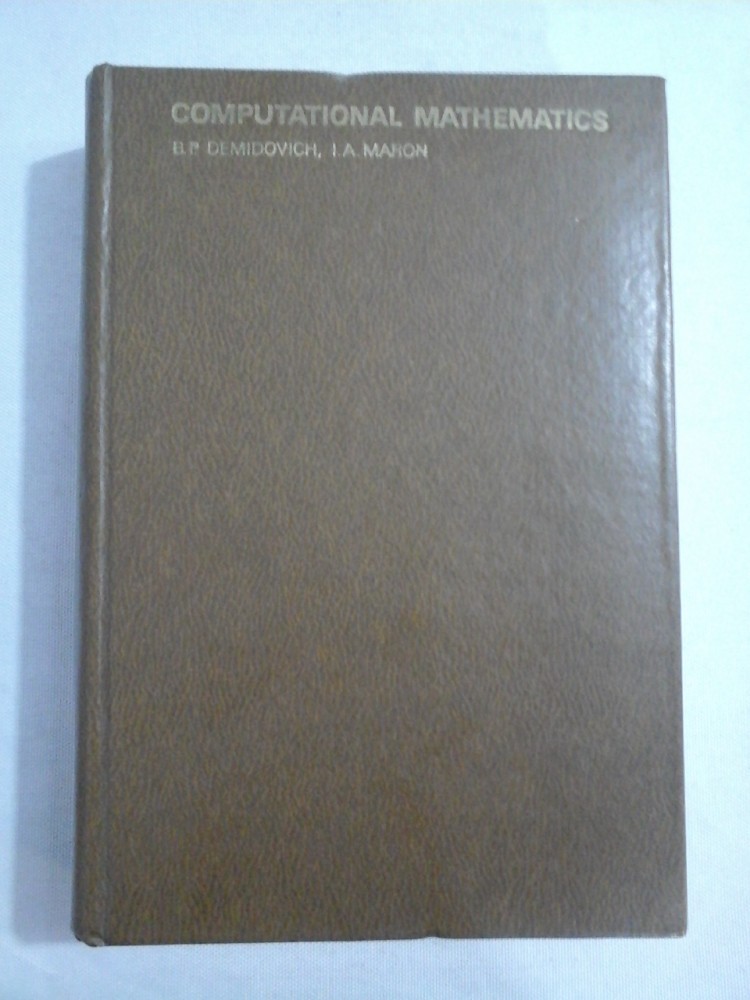 COMPUTATIONAL MATHEMATICS
B.P. DEMIDOVICH, I.A. MARON